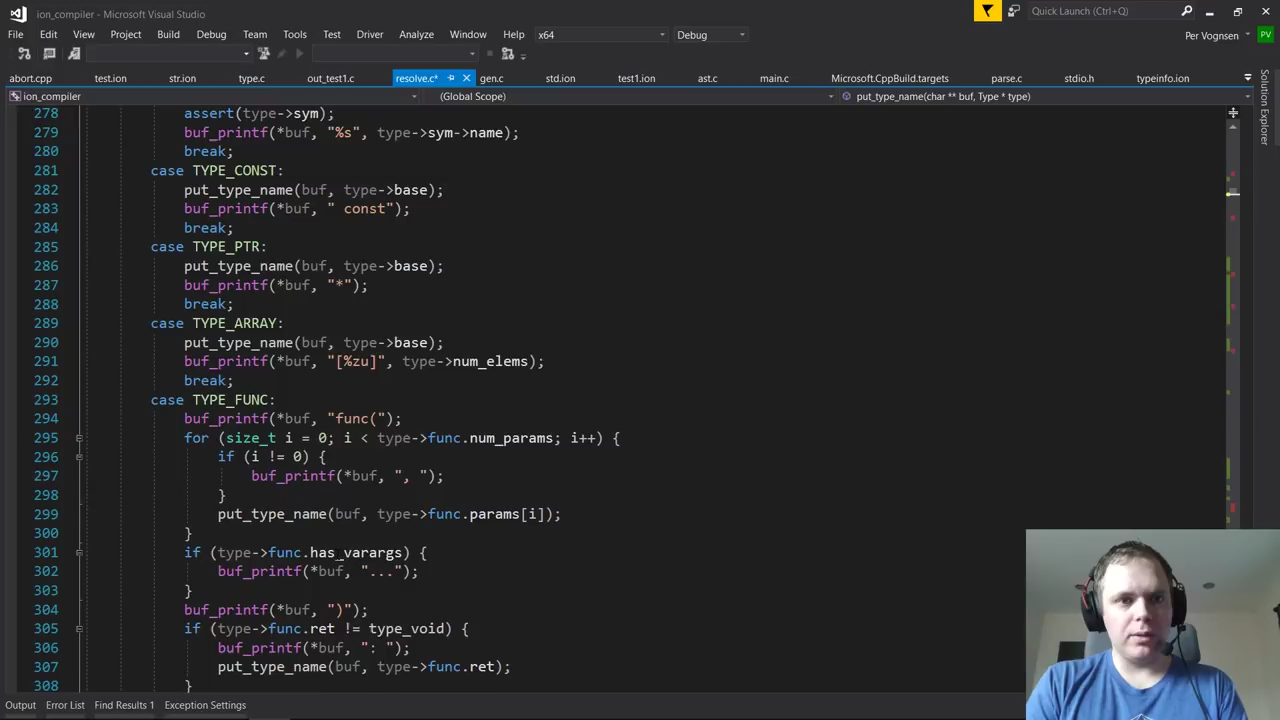 ion_compiler - Microsoft Visual Studio
Quick Launch (Ctrl+Q)
File Edit View Project Build Debug Team Tools Test Driver Analyze Window Help x64 Debug Per Vognsen PV
abort.cpp test.ion str.ion type.c out_test1.c resolve.c* gen.c std.ion test1.ion ast.c main.c Microsoft.CppBuild.targets parse.c stdio.h typeinfo.ion
ion_compiler (Global Scope) put_type_name(char ** buf, Type * type)
Solution Explorer
278 assert(type->sym);
279 buf_printf(*buf, "%s", type->sym->name);
280 break;
281 case TYPE_CONST:
282 put_type_name(buf, type->base);
283 buf_printf(*buf, " const");
284 break;
285 case TYPE_PTR:
286 put_type_name(buf, type->base);
287 buf_printf(*buf, "*");
288 break;
289 case TYPE_ARRAY:
290 put_type_name(buf, type->base);
291 buf_printf(*buf, "[%zu]", type->num_elems);
292 break;
293 case TYPE_FUNC:
294 buf_printf(*buf, "func(");
295 for (size_t i = 0; i < type->func.num_params; i++) {
296 if (i != 0) {
297 buf_printf(*buf, ", ");
298 }
299 put_type_name(buf, type->func.params[i]);
300 }
301 if (type->func.has_varargs) {
302 buf_printf(*buf, "...");
303 }
304 buf_printf(*buf, ")");
305 if (type->func.ret != type_void) {
306 buf_printf(*buf, ": ");
307 put_type_name(buf, type->func.ret);
308 }
Output Error List Find Results 1 Exception Settings